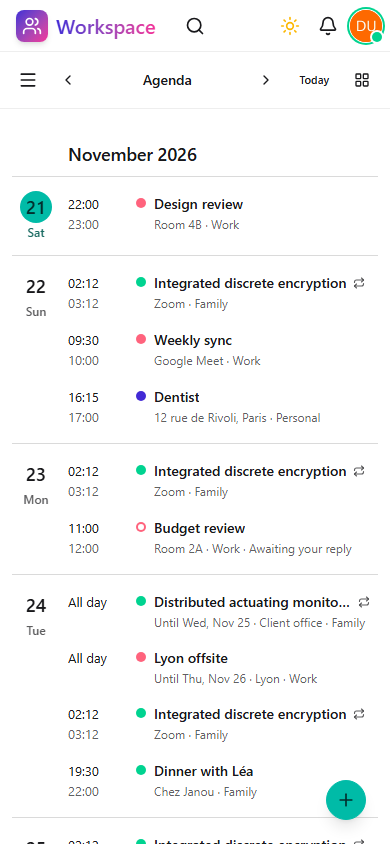 Workspace
DU
Agenda
Today
November 2026
21
Sat
22:00
23:00
Design review
Room 4B · Work
22
Sun
02:12
03:12
Integrated discrete encryption
Zoom · Family
09:30
10:00
Weekly sync
Google Meet · Work
16:15
17:00
Dentist
12 rue de Rivoli, Paris · Personal
23
Mon
02:12
03:12
Integrated discrete encryption
Zoom · Family
11:00
12:00
Budget review
Room 2A · Work · Awaiting your reply
24
Tue
All day
Distributed actuating monito...
Until Wed, Nov 25 · Client office · Family
All day
Lyon offsite
Until Thu, Nov 26 · Lyon · Work
02:12
03:12
Integrated discrete encryption
Zoom · Family
19:30
22:00
Dinner with Léa
Chez Janou · Family